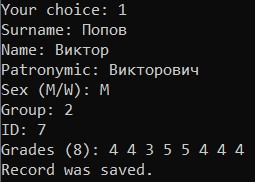 Your choice: 1
Surname: Попов
Name: Виктор
Patronymic: Викторович
Sex (M/W): M
Group: 2
ID: 7
Grades (8): 4 4 3 5 5 4 4 4
Record was saved.